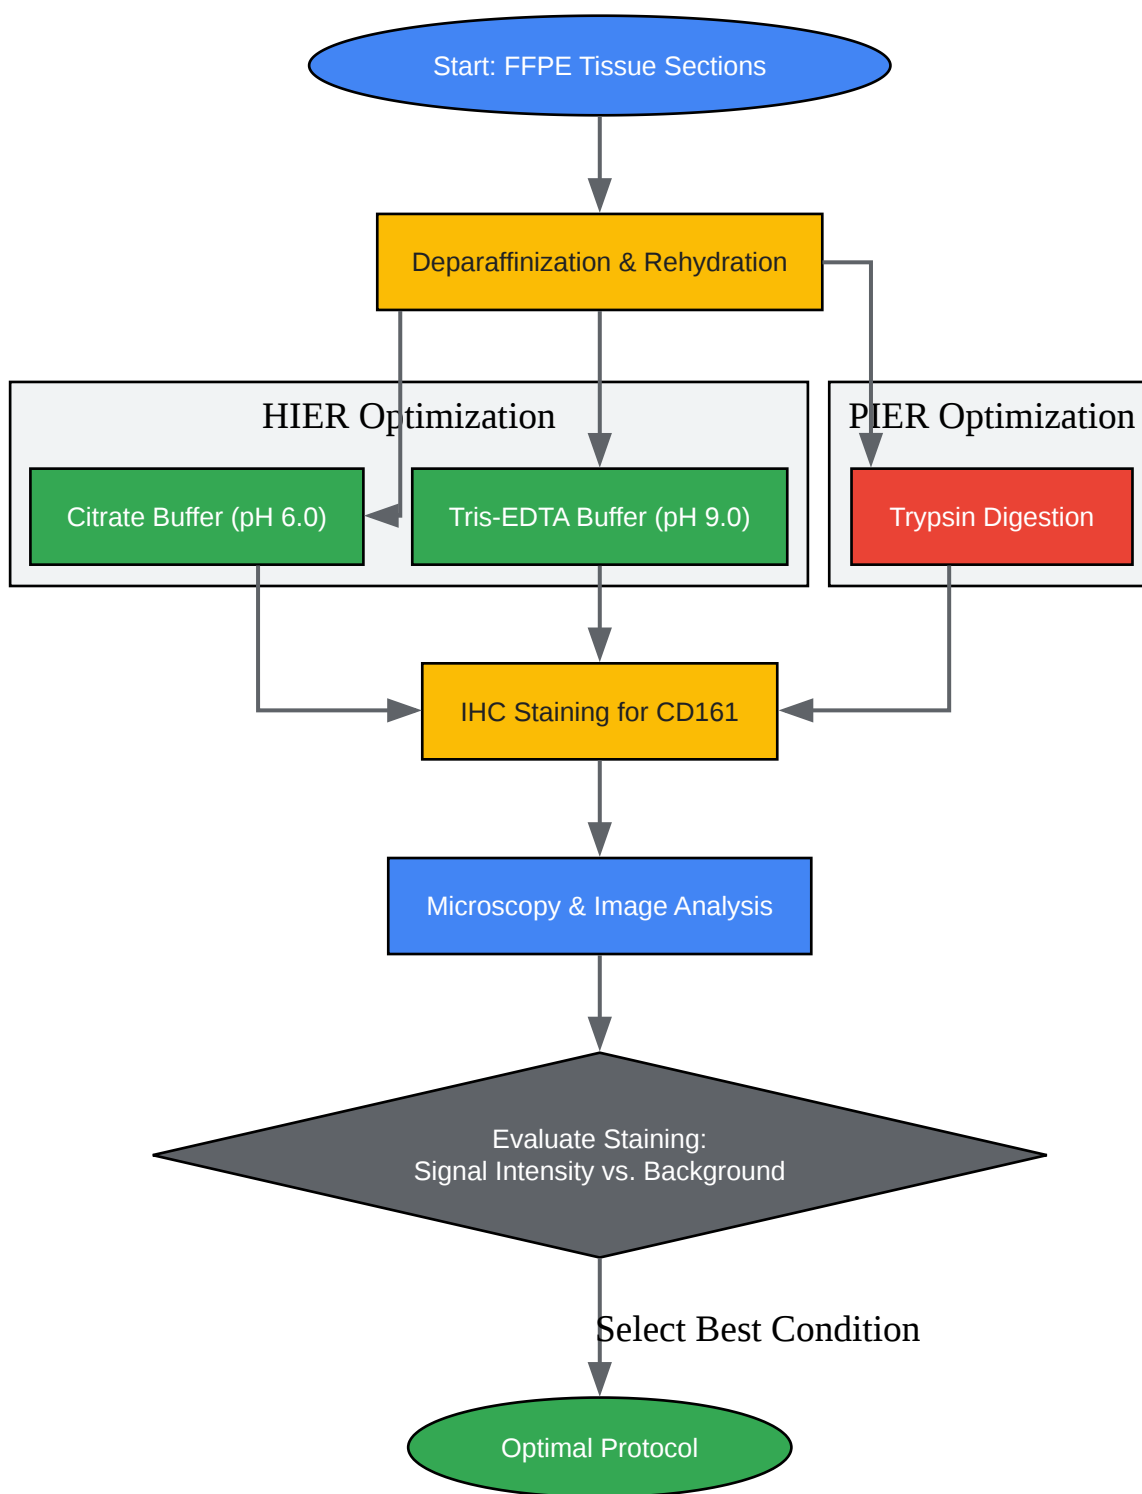 Start: FFPE Tissue Sections
Deparaffinization & Rehydration
HIER Optimization
PIER Optimization
Citrate Buffer (pH 6.0)
Tris-EDTA Buffer (pH 9.0)
Trypsin Digestion
IHC Staining for CD161
Microscopy & Image Analysis
Evaluate Staining:
Signal Intensity vs. Background
Select Best Condition
Optimal Protocol